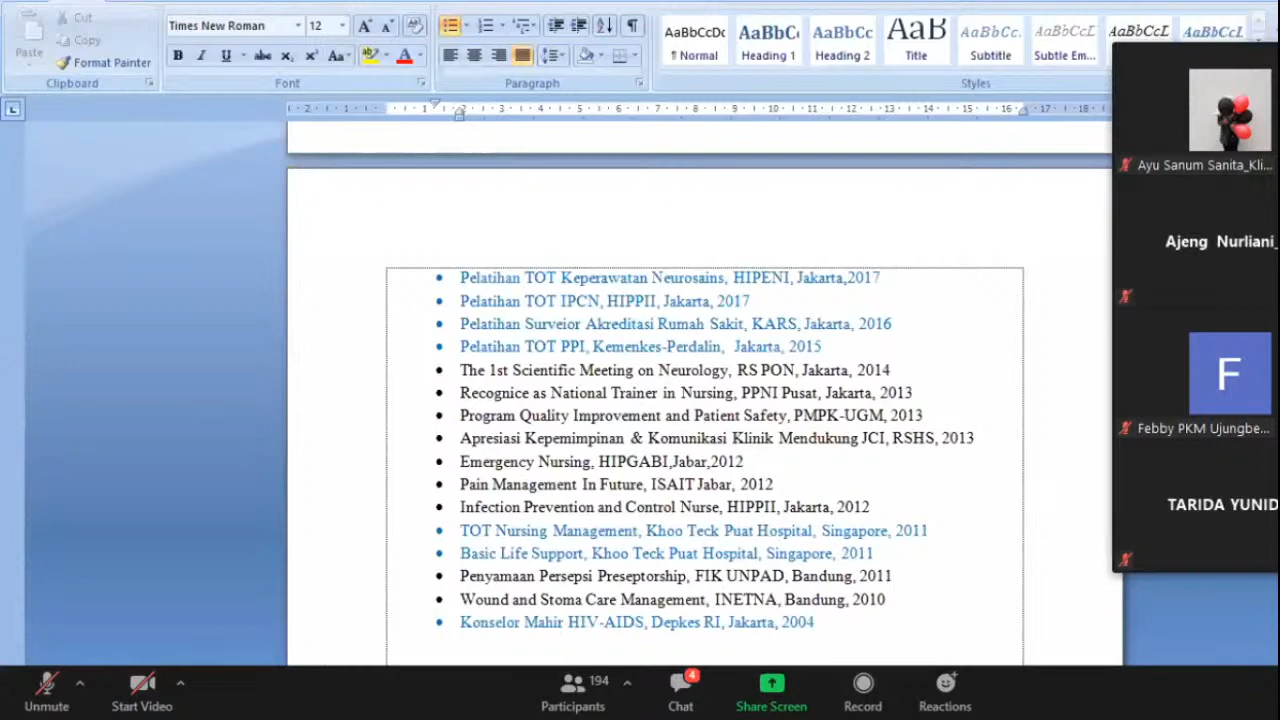 Cut
Copy
Paste
Format Painter
Clipboard
Times New Roman
12
Font
Paragraph
AaBbCcDc
¶ Normal
AaBbC
Heading 1
AaBbCc
Heading 2
AaB
Title
AaBbCc.
Subtitle
AaBbCcL
Subtle Em...
AaBbCcL
AaBbCcL
Styles
Pelatihan TOT Keperawatan Neurosains, HIPENI, Jakarta,2017
Pelatihan TOT IPCN, HIPPII, Jakarta, 2017
Pelatihan Surveior Akreditasi Rumah Sakit, KARS, Jakarta, 2016
Pelatihan TOT PPI, Kemenkes-Perdalin, Jakarta, 2015
The 1st Scientific Meeting on Neurology, RS PON, Jakarta, 2014
Recognice as National Trainer in Nursing, PPNI Pusat, Jakarta, 2013
Program Quality Improvement and Patient Safety, PMPK-UGM, 2013
Apresiasi Kepemimpinan & Komunikasi Klinik Mendukung JCI, RSHS, 2013
Emergency Nursing, HIPGABI,Jabar,2012
Pain Management In Future, ISAIT Jabar, 2012
Infection Prevention and Control Nurse, HIPPII, Jakarta, 2012
TOT Nursing Management, Khoo Teck Puat Hospital, Singapore, 2011
Basic Life Support, Khoo Teck Puat Hospital, Singapore, 2011
Penyamaan Persepsi Preseptorship, FIK UNPAD, Bandung, 2011
Wound and Stoma Care Management, INETNA, Bandung, 2010
Konselor Mahir HIV-AIDS, Depkes RI, Jakarta, 2004
Ayu Sanum Sanita_Kli...
Ajeng Nurliani_
F
Febby PKM Ujungbe...
TARIDA YUNID
Unmute
Start Video
194
Participants
4
Chat
Share Screen
Record
Reactions